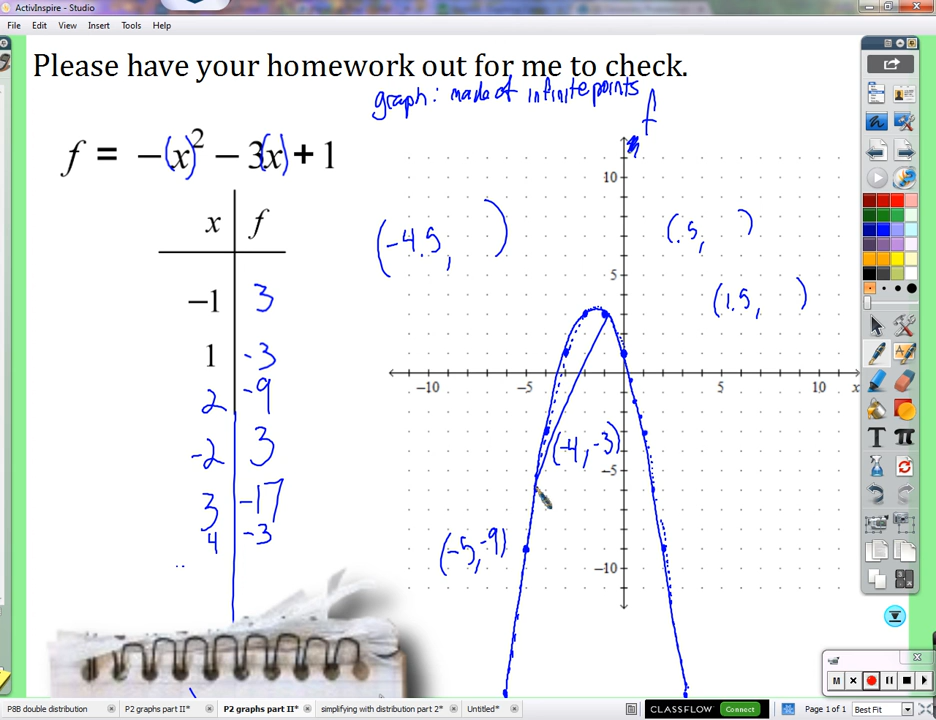 ActivInspire - Studio
File Edit View Insert Tools Help
Please have your homework out for me to check.
graph: made of infinite points
f
f = −(x)² − 3(x) + 1
x f
−1 3
1 -3
2 -9
-2 3
3 -17
4 -3
..
(-4.5, )
(.5, )
(1.5, )
10
5
−10 −5 5 10 x
(-4, -3)
−5
(-5, -9)
−10
P8B double distribution P2 graphs part II* P2 graphs part II* simplifying with distribution part 2* Untitled*
CLASSFLOW Connect
Page 1 of 1 Best Fit